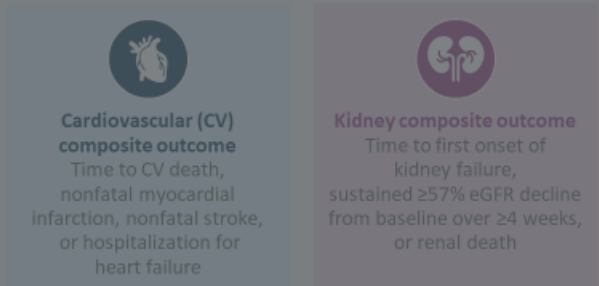 Cardiovascular (CV)
composite outcome
Time to CV death,
nonfatal myocardial
infarction, nonfatal stroke,
or hospitalization for
heart failure
Kidney composite outcome
Time to first onset of
kidney failure,
sustained ≥57% eGFR decline
from baseline over ≥4 weeks,
or renal death